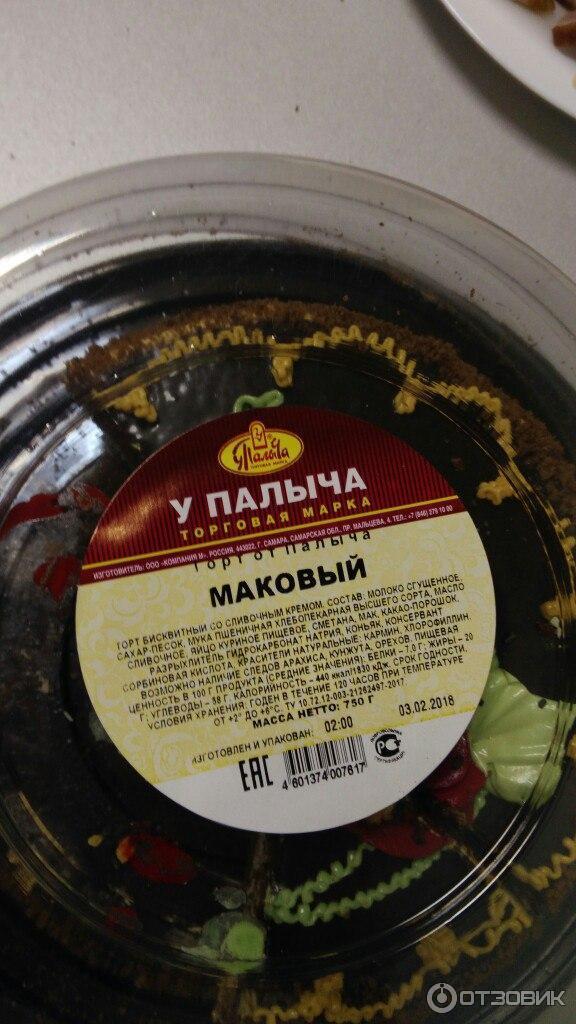 У Палыча
ТОРГОВАЯ МАРКА
У ПАЛЫЧА
ТОРГОВАЯ МАРКА
ИЗГОТОВИТЕЛЬ: ООО «КОМПАНИЯ М», РОССИЯ, 443022, Г. САМАРА, САМАРСКАЯ ОБЛ., ПР. МАЛЬЦЕВА, 4. ТЕЛ.: +7 (846) 279 10 00
Торт от Палыча
МАКОВЫЙ
ТОРТ БИСКВИТНЫЙ СО СЛИВОЧНЫМ КРЕМОМ. СОСТАВ: МОЛОКО СГУЩЕННОЕ,
САХАР-ПЕСОК, МУКА ПШЕНИЧНАЯ ХЛЕБОПЕКАРНАЯ ВЫСШЕГО СОРТА, МАСЛО
СЛИВОЧНОЕ, ЯЙЦО КУРИНОЕ ПИЩЕВОЕ, СМЕТАНА, МАК, КАКАО-ПОРОШОК,
РАЗРЫХЛИТЕЛЬ ГИДРОКАРБОНАТ НАТРИЯ, КОНЬЯК, КОНСЕРВАНТ
СОРБИНОВАЯ КИСЛОТА, КРАСИТЕЛИ НАТУРАЛЬНЫЕ: КАРМИН, ХЛОРОФИЛЛИН.
ВОЗМОЖНО НАЛИЧИЕ СЛЕДОВ АРАХИСА, КУНЖУТА, ОРЕХОВ. ПИЩЕВАЯ
ЦЕННОСТЬ В 100 Г ПРОДУКТА (СРЕДНИЕ ЗНАЧЕНИЯ): БЕЛКИ – 7,0 Г; ЖИРЫ – 20
Г; УГЛЕВОДЫ – 58 Г. КАЛОРИЙНОСТЬ – 440 ккал/1830 кДж. СРОК ГОДНОСТИ,
УСЛОВИЯ ХРАНЕНИЯ: ГОДЕН В ТЕЧЕНИЕ 120 ЧАСОВ ПРИ ТЕМПЕРАТУРЕ
ОТ +2° ДО +6°С. ТУ 10.72.12-003-21262497-2017
МАССА НЕТТО: 750 Г
ИЗГОТОВЛЕН И УПАКОВАН: 02:00 03.02.2018
EAC
4 601374 007617
ОТЗОВИК